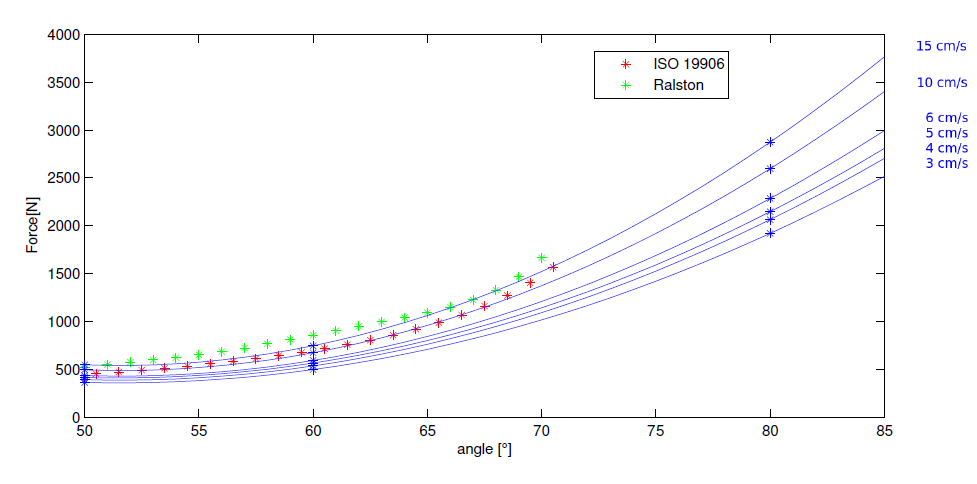 4000
3500
3000
2500
2000
1500
1000
500
0
Force[N]
50
55
60
65
70
75
80
85
angle [°]
ISO 19906
Ralston
15 cm/s
10 cm/s
6 cm/s
5 cm/s
4 cm/s
3 cm/s